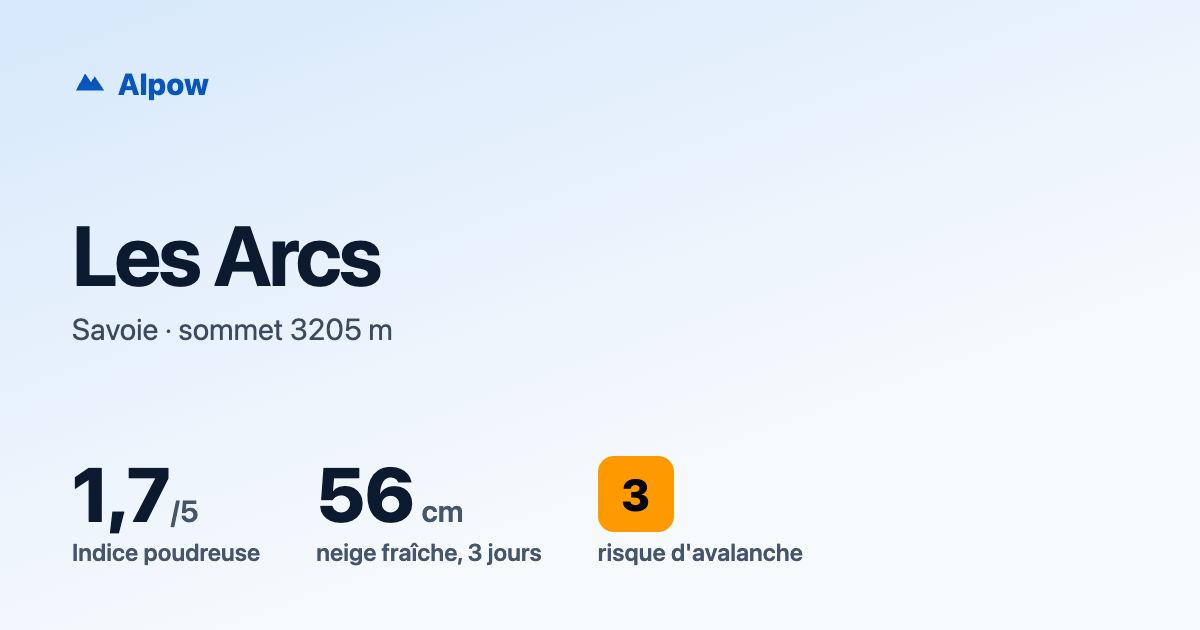 Alpow
Les Arcs
Savoie · sommet 3205 m
1,7/5
Indice poudreuse
56 cm
neige fraîche, 3 jours
3
risque d'avalanche